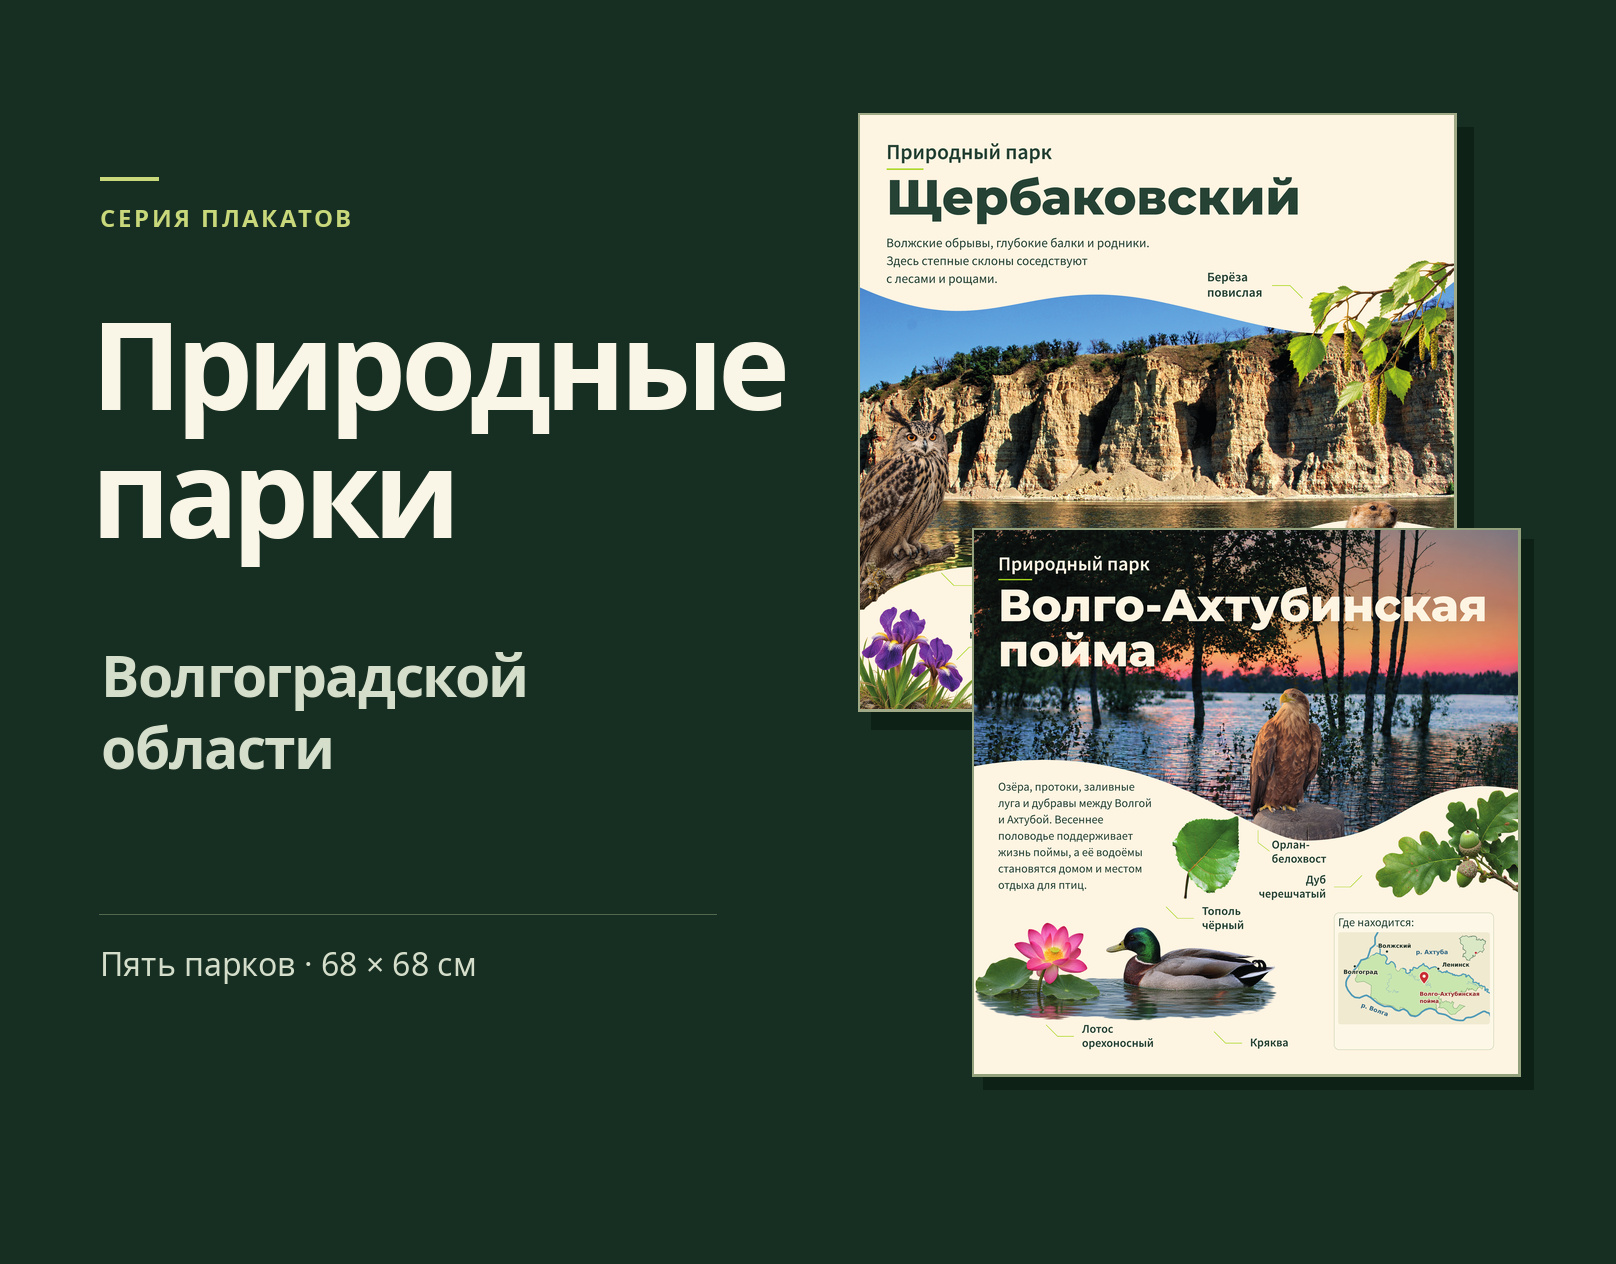 СЕРИЯ ПЛАКАТОВ
Природные
парки
Волгоградской
области
Пять парков · 68 × 68 см
Природный парк
Щербаковский
Волжские обрывы, глубокие балки и родники.
Здесь степные склоны соседствуют
с лесами и рощами.
Берёза
повислая
Природный парк
Волго-Ахтубинская
пойма
Озёра, протоки, заливные
луга и дубравы между Волгой
и Ахтубой. Весеннее
половодье поддерживает
жизнь поймы, а её водоёмы
становятся домом и местом
отдыха для птиц.
Орлан-
белохвост
Дуб
черешчатый
Тополь
чёрный
Лотос
орехоносный
Кряква
Где находится:
Волжский
р. Ахтуба
Ленинск
Волгоград
Волго-Ахтубинская
пойма
р. Волга